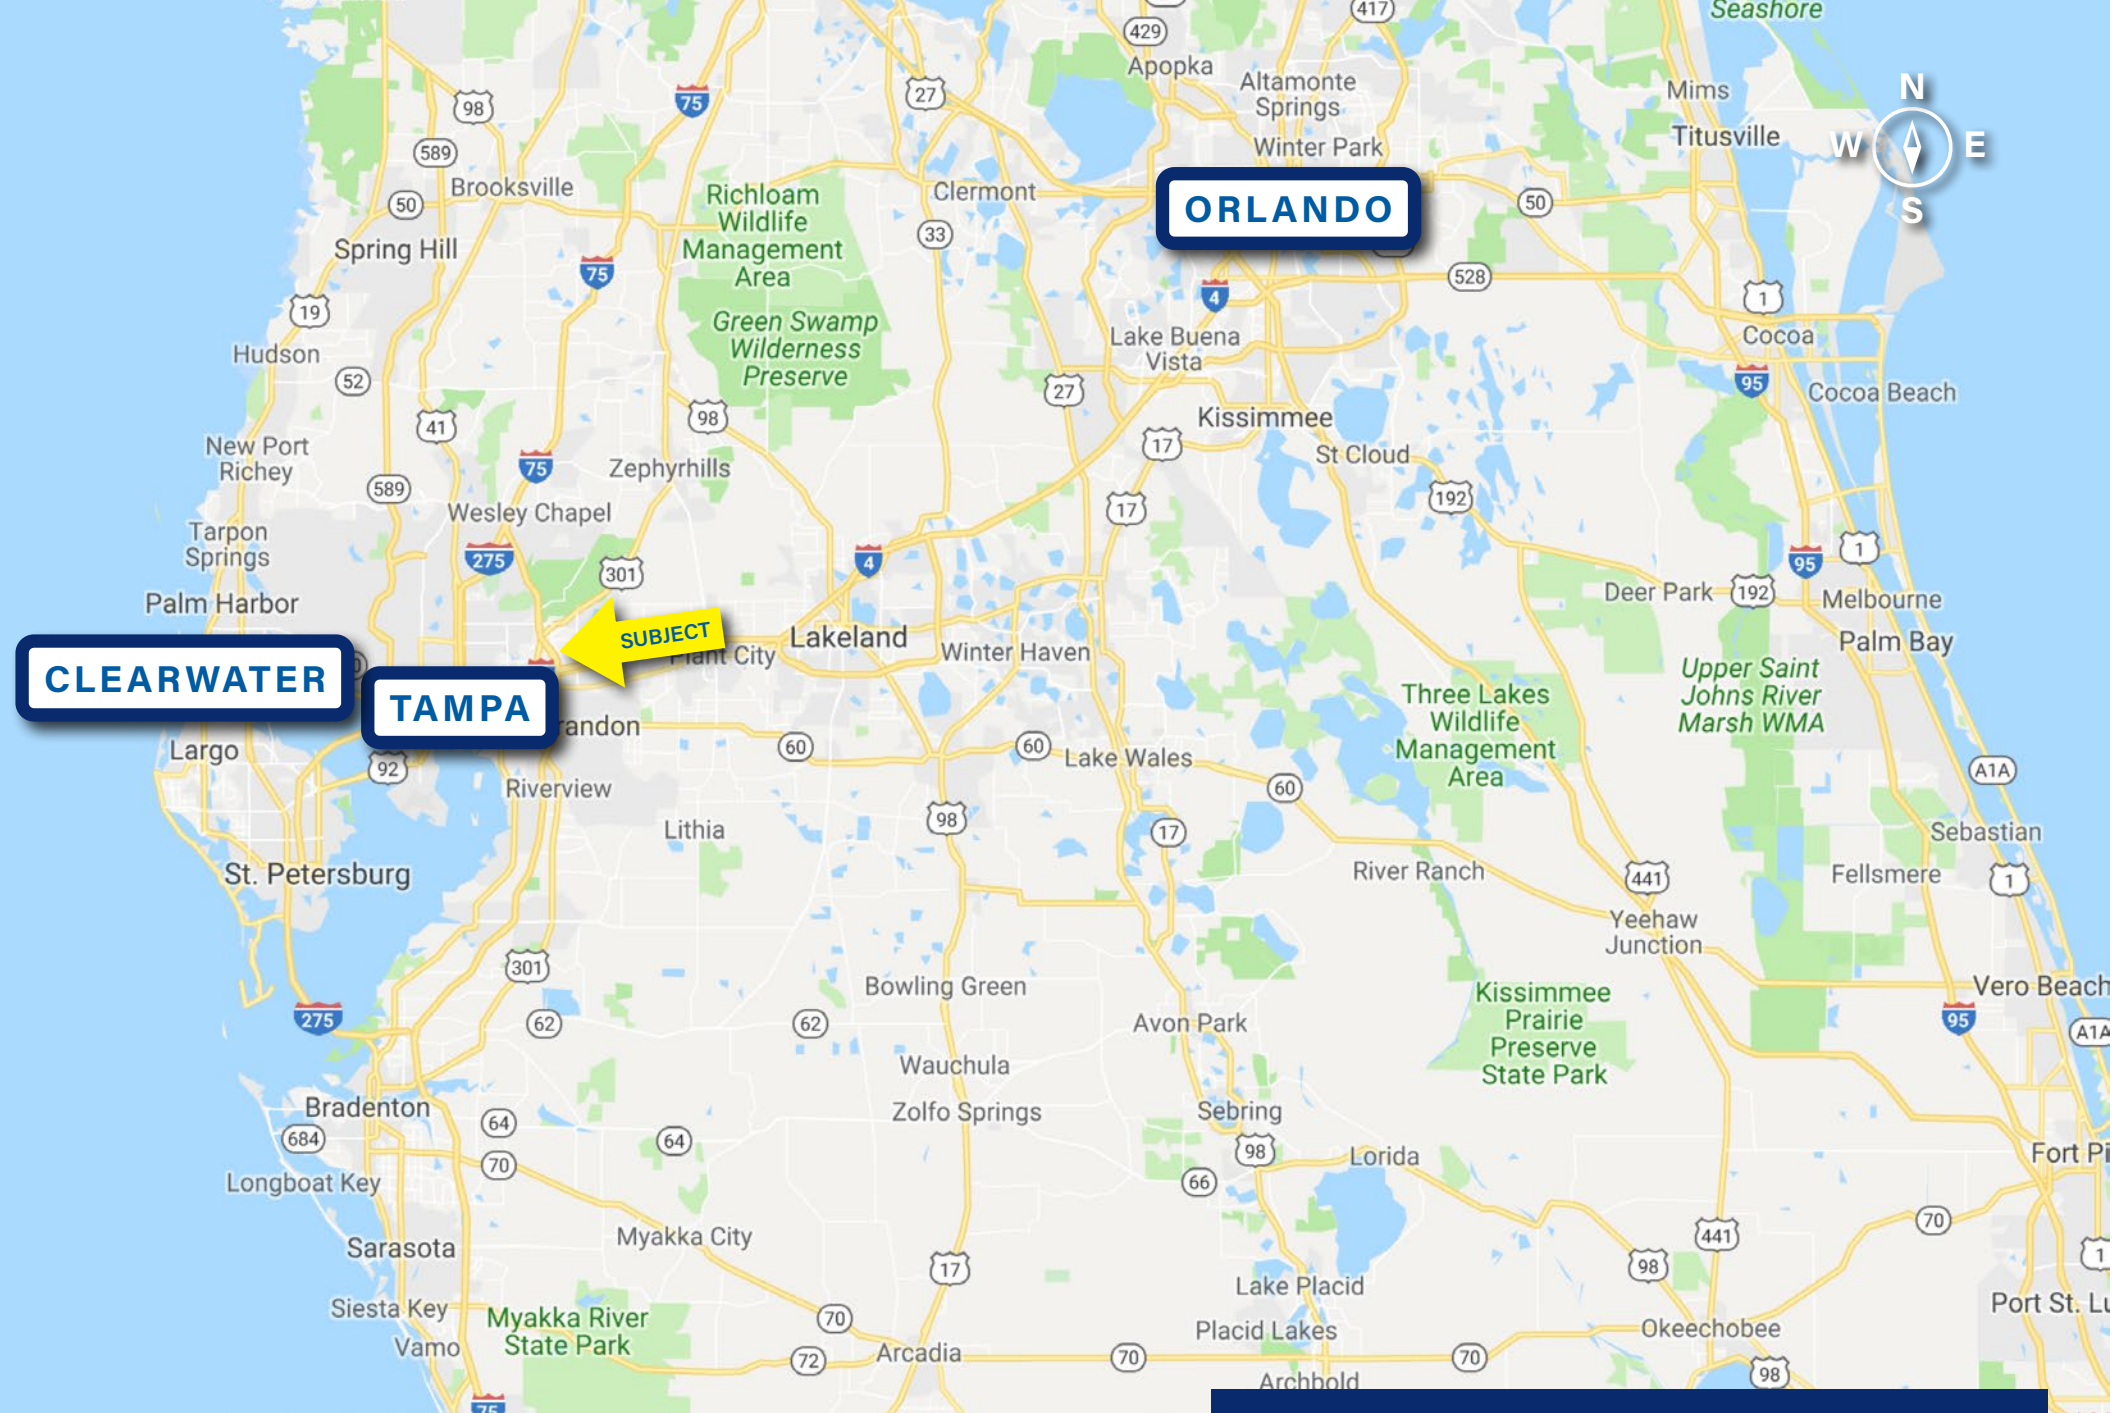 Seashore
417
429
Apopka
Altamonte
Springs
Mims
N
27
75
98
Titusville
W
E
Winter Park
589
Brooksville
Richloam
Wildlife
Management
Area
Clermont
ORLANDO
50
50
S
33
Spring Hill
75
528
4
1
19
Green Swamp
Wilderness
Preserve
Lake Buena
Vista
Cocoa
Hudson
52
27
95
Cocoa Beach
98
41
Kissimmee
17
New Port
Richey
75
Zephyrhills
St Cloud
589
192
Wesley Chapel
17
Tarpon
Springs
275
301
4
95
1
Deer Park
192
Melbourne
Palm Harbor
SUBJECT
Lakeland
Palm Bay
Plant City
Winter Haven
CLEARWATER
TAMPA
Upper Saint
Johns River
Marsh WMA
Three Lakes
Wildlife
Management
Area
randon
60
60
Lake Wales
Largo
92
A1A
Riverview
60
98
17
Lithia
Sebastian
St. Petersburg
River Ranch
441
Fellsmere
1
Yeehaw
Junction
301
Bowling Green
Kissimmee
Prairie
Preserve
State Park
Vero Beach
275
62
62
Avon Park
95
A1A
Wauchula
Bradenton
64
Zolfo Springs
Sebring
684
64
98
Fort Pi
70
Lorida
Longboat Key
66
70
Myakka City
441
Sarasota
1
17
98
Lake Placid
Siesta Key
Port St. Lu
Myakka River
State Park
70
Placid Lakes
Okeechobee
Vamo
72
Arcadia
70
70
98
Archbold
75